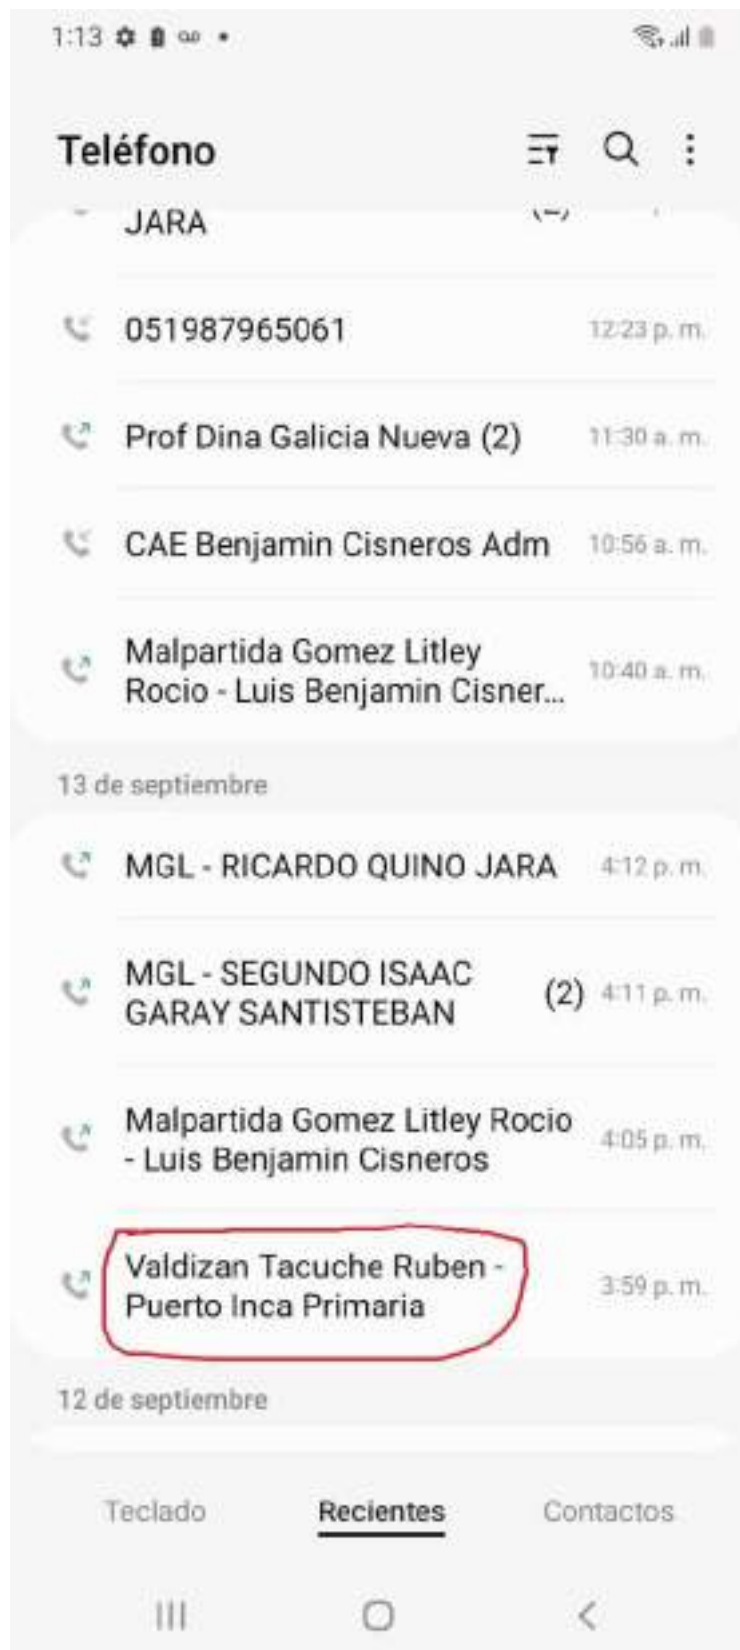 1:13
Teléfono
JARA
051987965061 12:23 p. m.
Prof Dina Galicia Nueva (2) 11:30 a. m.
CAE Benjamin Cisneros Adm 10:56 a. m.
Malpartida Gomez Litley
Rocio - Luis Benjamin Cisner... 10:40 a. m.
13 de septiembre
MGL - RICARDO QUINO JARA 4:12 p. m.
MGL - SEGUNDO ISAAC
GARAY SANTISTEBAN (2) 4:11 p. m.
Malpartida Gomez Litley Rocio
- Luis Benjamin Cisneros 4:05 p. m.
Valdizan Tacuche Ruben -
Puerto Inca Primaria 3:59 p. m.
12 de septiembre
Teclado Recientes Contactos